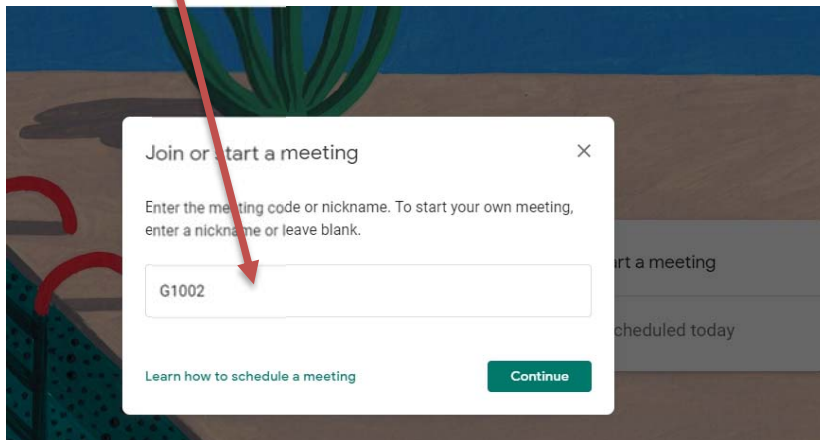 Join or start a meeting
Enter the meeting code or nickname. To start your own meeting,
enter a nickname or leave blank.
G1002
Learn how to schedule a meeting
Continue
rt a meeting
cheduled today